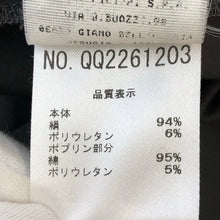 S.P.A.
NO. QQ2261203
品質表示
本体
絹 94%
ポリウレタン 6%
ポプリン部分
綿 95%
ポリウレタン 5%